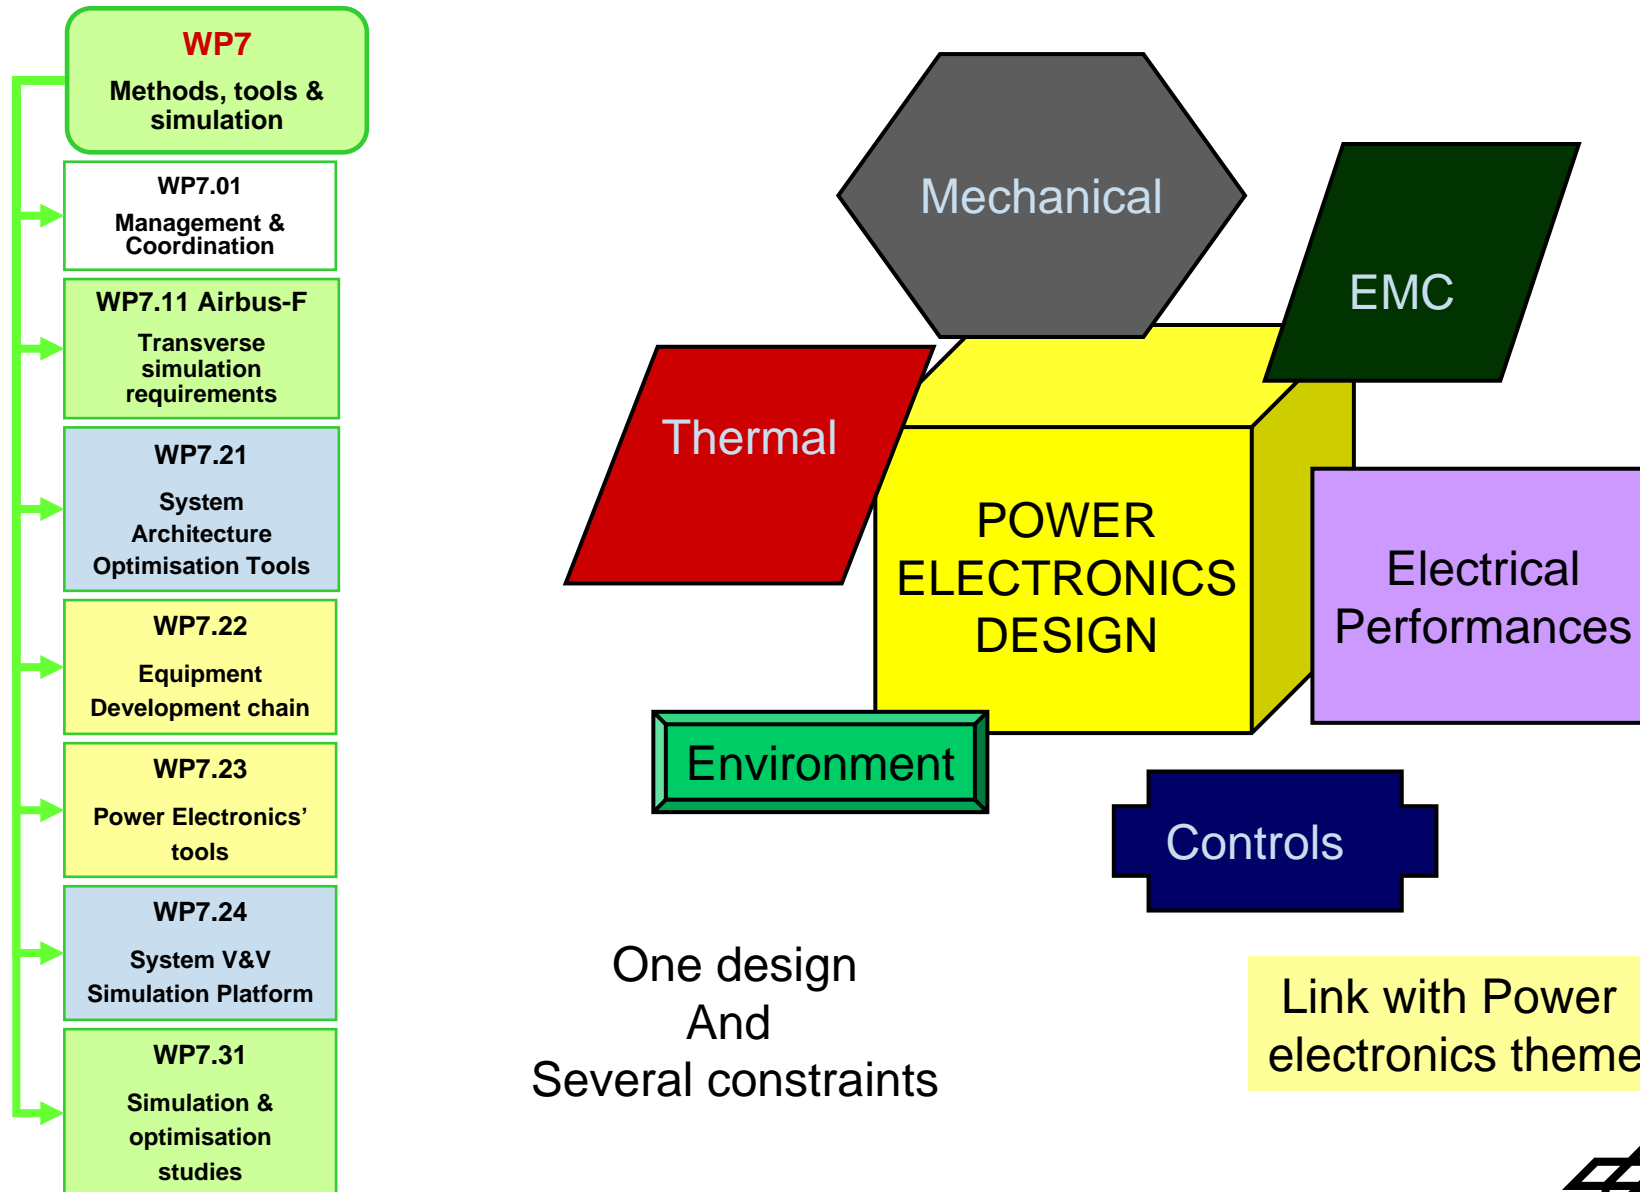 WP7
Methods, tools &
simulation
WP7.01
Management &
Coordination
WP7.11 Airbus-F
Transverse
simulation
requirements
WP7.21
System
Architecture
Optimisation Tools
WP7.22
Equipment
Development chain
WP7.23
Power Electronics’
tools
WP7.24
System V&V
Simulation Platform
WP7.31
Simulation &
optimisation
studies
Mechanical
EMC
Thermal
POWER
ELECTRONICS
DESIGN
Electrical
Performances
Environment
Controls
One design
And
Several constraints
Link with Power
electronics theme